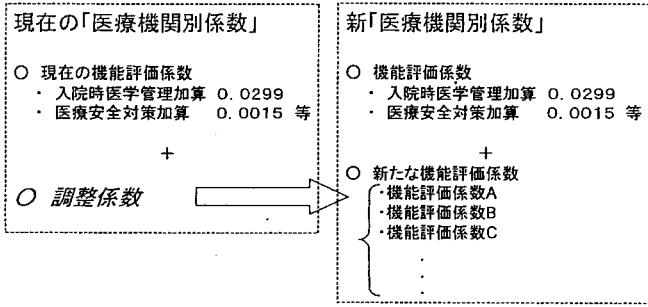 現在の「医療機関別係数」
○ 現在の機能評価係数
・ 入院時医学管理加算 0.0299
・ 医療安全対策加算 0.0015 等
+
○ 調整係数
新「医療機関別係数」
○ 機能評価係数
・ 入院時医学管理加算 0.0299
・ 医療安全対策加算 0.0015 等
+
○ 新たな機能評価係数
・機能評価係数A
・機能評価係数B
・機能評価係数C
・
・
・